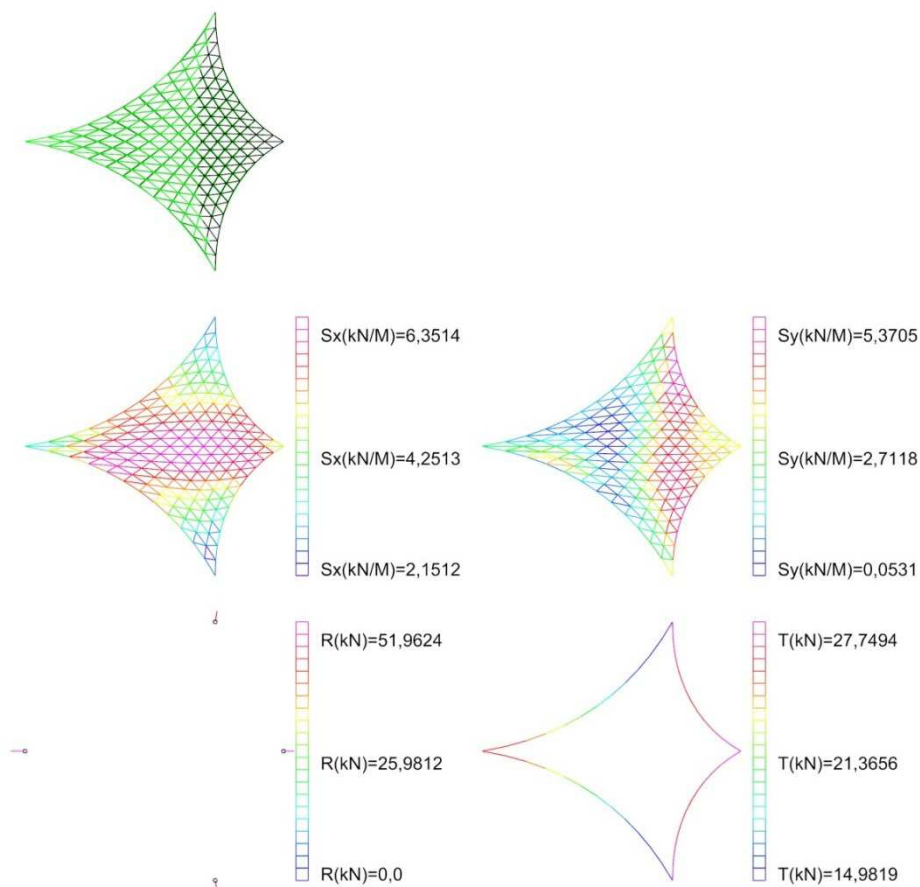 Sx(kN/M)=6,3514
Sy(kN/M)=5,3705
Sx(kN/M)=4,2513
Sy(kN/M)=2,7118
Sx(kN/M)=2,1512
Sy(kN/M)=0,0531
R(kN)=51,9624
T(kN)=27,7494
R(kN)=25,9812
T(kN)=21,3656
R(kN)=0,0
T(kN)=14,9819